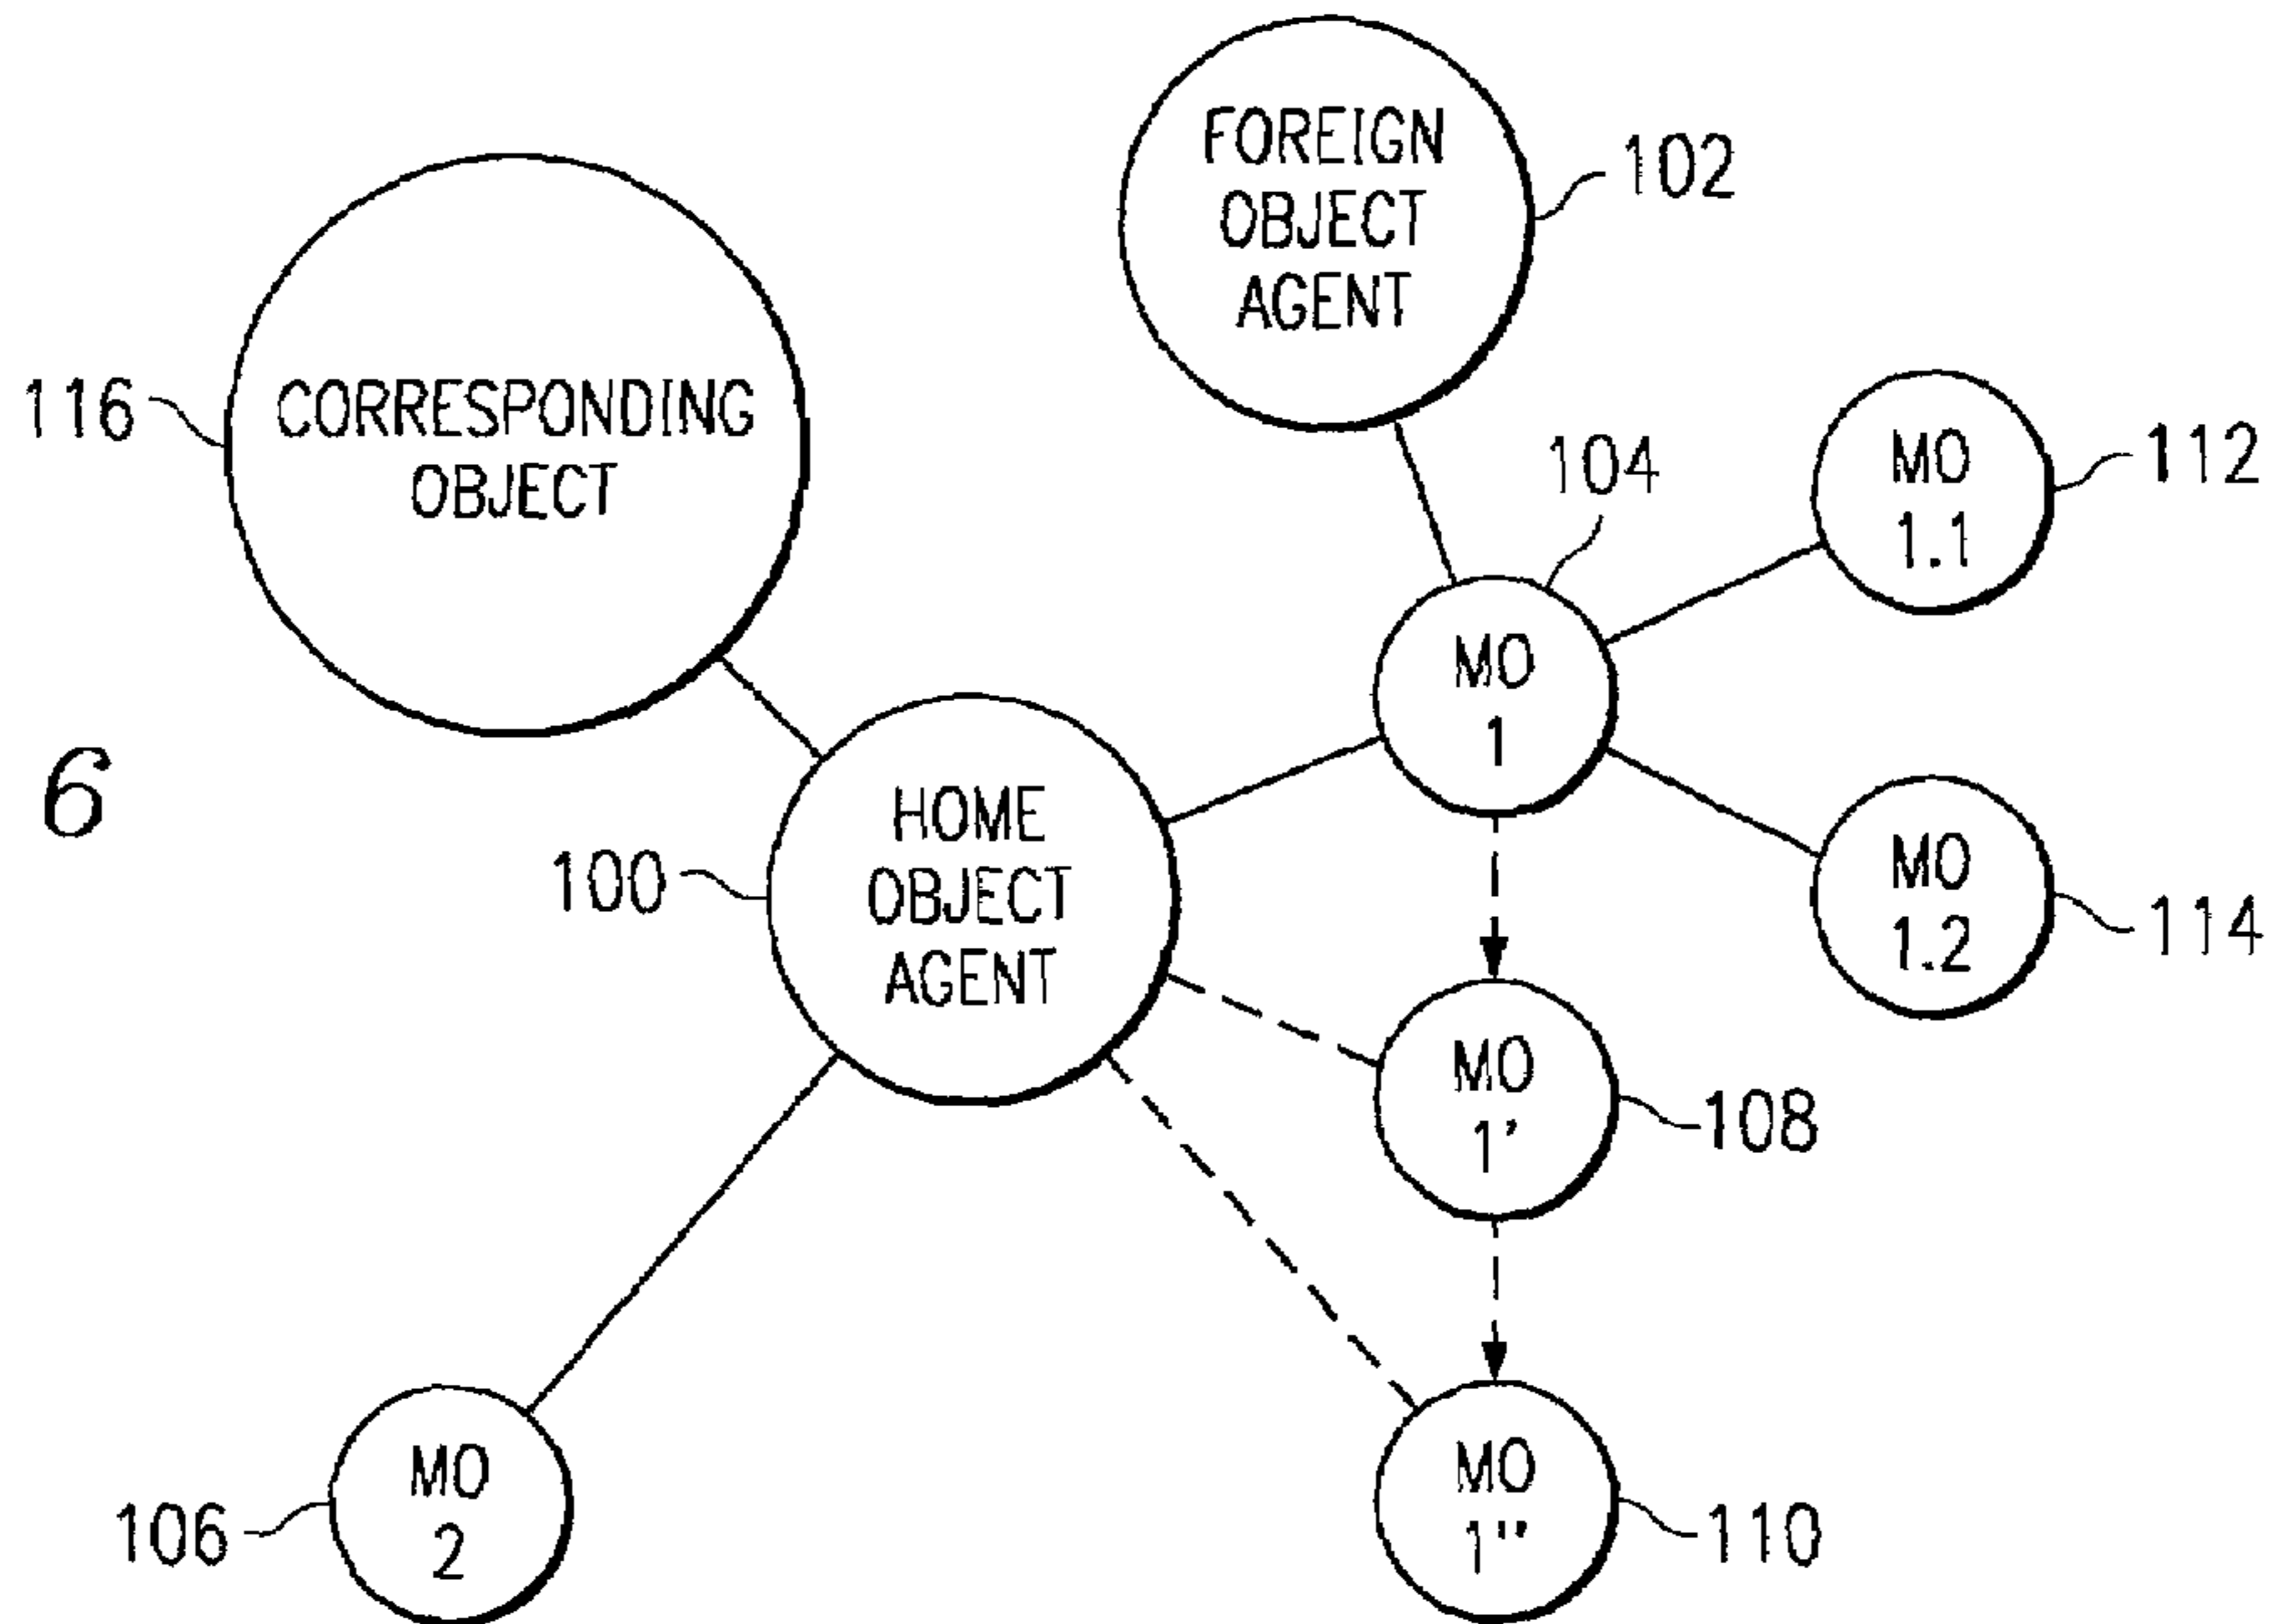 FOREIGN
OBJECT
AGENT
102
116
CORRESPONDING
OBJECT
104
MO
1.1
112
MO
1
6
HOME
OBJECT
AGENT
100
MO
1.2
114
MO
1'
108
MO
2
106
MO
1"
110